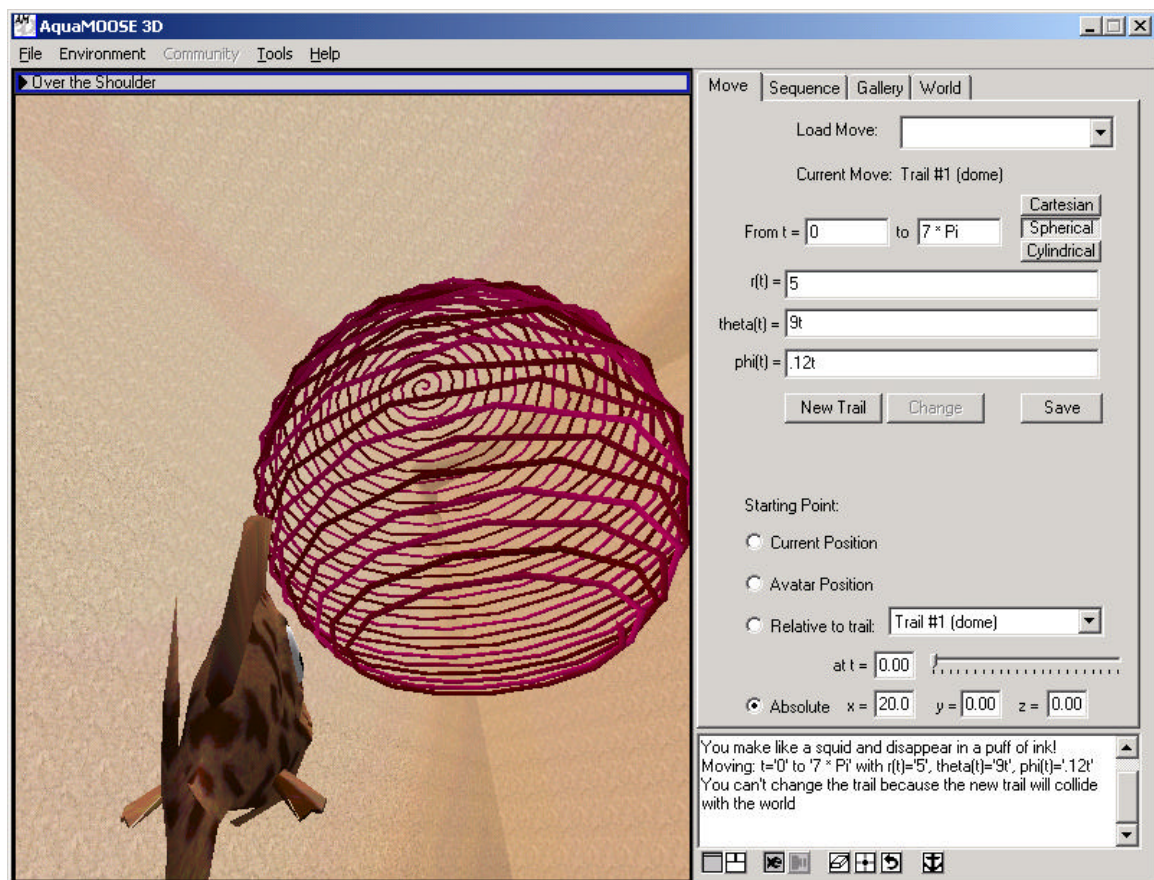 AquaMOOSE 3D
File Environment Community Tools Help
Over the Shoulder
Move Sequence Gallery World
Load Move:
Current Move: Trail #1 (dome)
Cartesian
From t = 0 to 7 * Pi Spherical
Cylindrical
r(t) = 5
theta(t) = 9t
phi(t) = .12t
New Trail Change Save
Starting Point:
Current Position
Avatar Position
Relative to trail: Trail #1 (dome)
at t = 0.00
Absolute x = 20.0 y = 0.00 z = 0.00
You make like a squid and disappear in a puff of ink!
Moving: t='0' to '7 * Pi' with r(t)='5', theta(t)='9t', phi(t)='.12t'
You can't change the trail because the new trail will collide
with the world